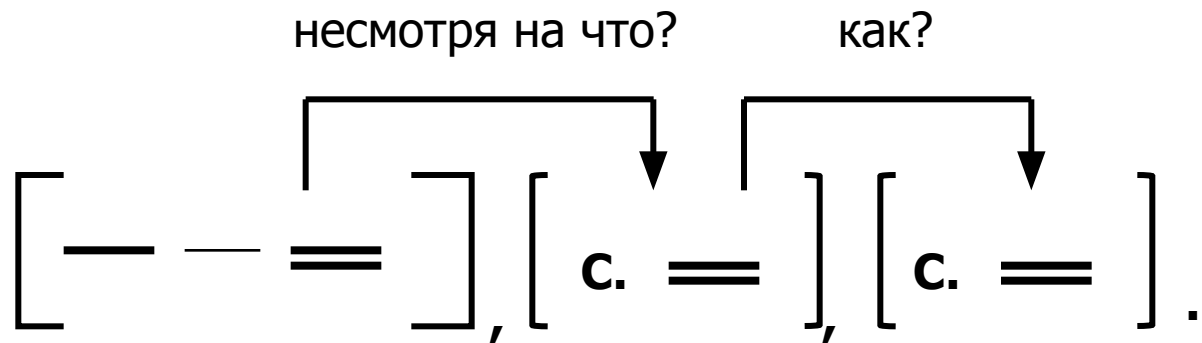 несмотря на что? как?
[ — — = ], [ с. = ], [ с. = ].